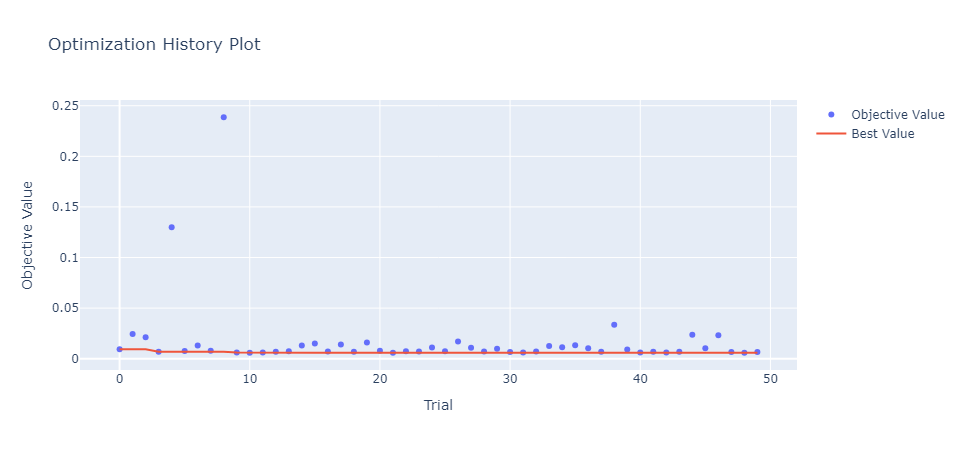 Optimization History Plot
0.25
0.2
0.15
0.1
0.05
0
Objective Value
0
10
20
30
40
50
Trial
Objective Value
Best Value